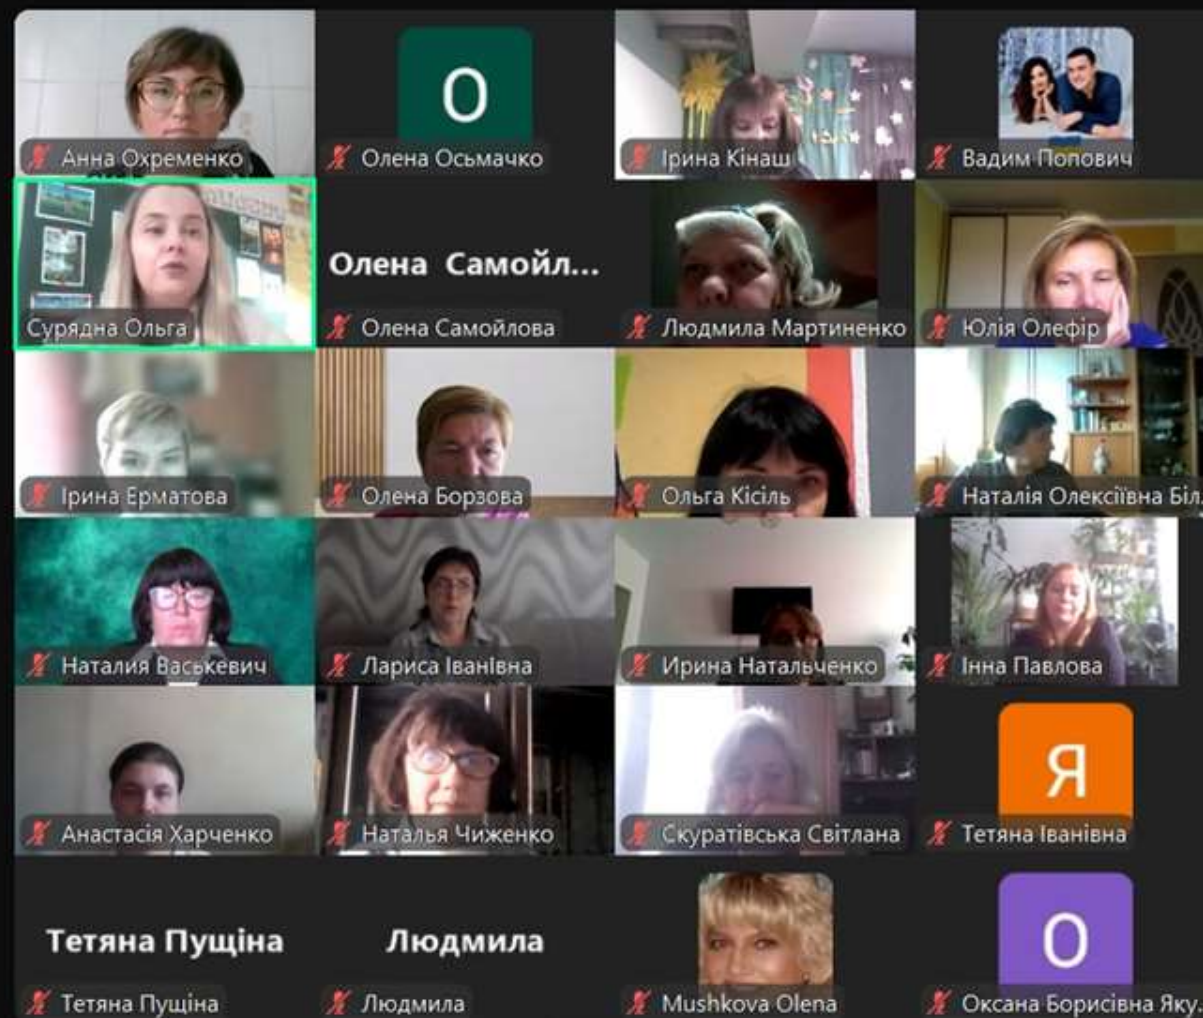 Анна Охременко
О
Олена Осьмачко
Ірина Кінаш
Вадим Попович
Сурядна Ольга
Олена Самойл...
Олена Самойлова
Людмила Мартиненко
Юлія Олефір
Ірина Ерматова
Олена Борзова
Ольга Кісіль
Наталія Олексіївна Біл.
Наталия Васькевич
Лариса Іванівна
Ирина Натальченко
Інна Павлова
Анастасія Харченко
Наталья Чиженко
Скуратівська Світлана
Я
Тетяна Іванівна
Тетяна Пущіна
Тетяна Пущіна
Людмила
Людмила
Mushkova Olena
О
Оксана Борисівна Яку.